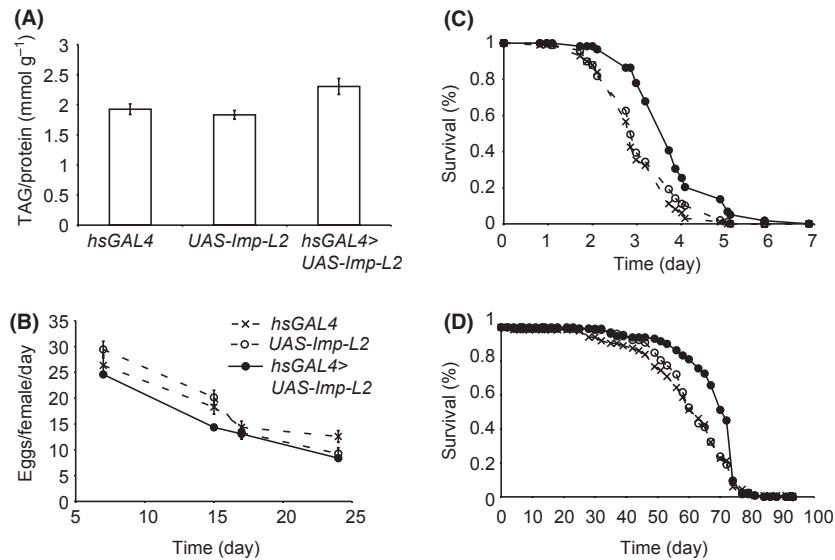 (A)
TAG/protein (mmol g⁻¹)
3
2.5
2
1.5
1
0.5
0
hsGAL4
UAS-Imp-L2
hsGAL4>
UAS-Imp-L2
(B)
Eggs/female/day
35
30
25
20
15
10
5
0
5 10 15 20 25
Time (day)
hsGAL4
UAS-Imp-L2
hsGAL4>
UAS-Imp-L2
(C)
Survival (%)
1
0.8
0.6
0.4
0.2
0
0 1 2 3 4 5 6 7
Time (day)
(D)
Survival (%)
1
0.8
0.6
0.4
0.2
0
0 10 20 30 40 50 60 70 80 90 100
Time (day)